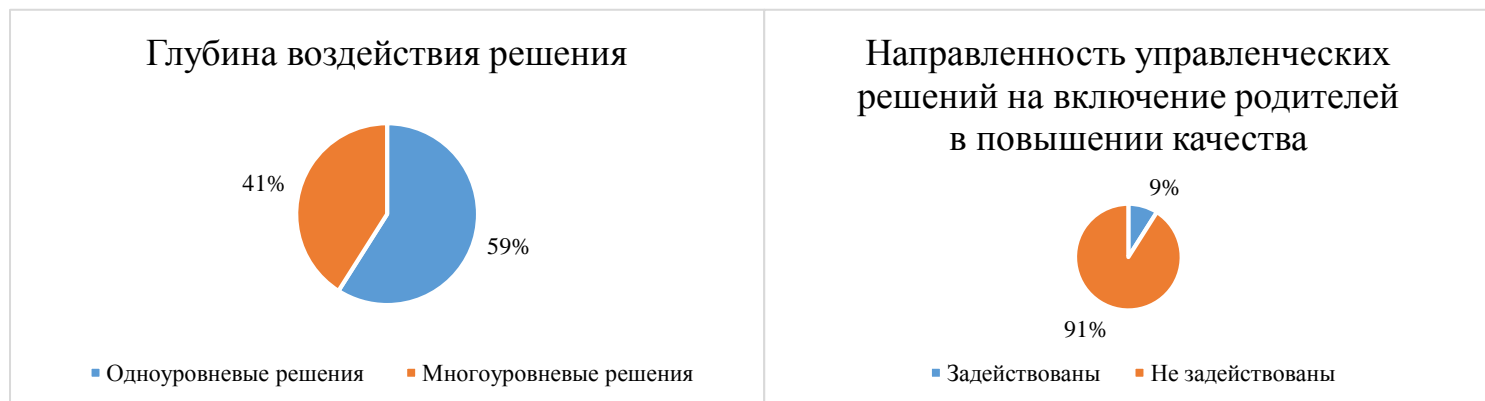 Глубина воздействия решения
41%
59%
Одноуровневые решения
Многоуровневые решения
Направленность управленческих
решений на включение родителей
в повышении качества
9%
91%
Задействованы
Не задействованы